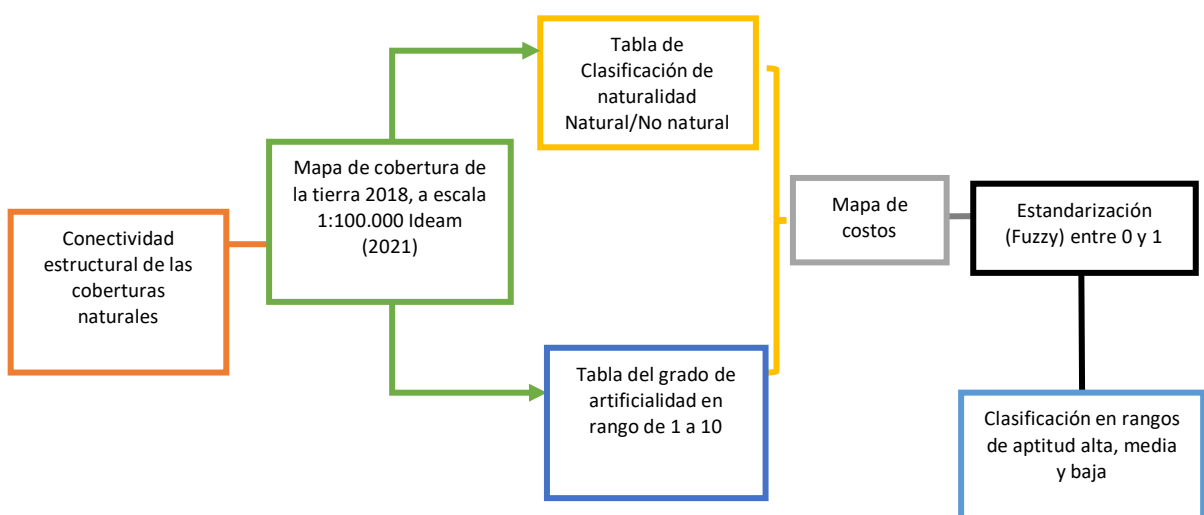 Conectividad
estructural de las
coberturas
naturales
Mapa de cobertura de
la tierra 2018, a escala
1:100.000 Ideam
(2021)
Tabla de
Clasificación de
naturalidad
Natural/No natural
Tabla del grado de
artificialidad en
rango de 1 a 10
Mapa de
costos
Estandarización
(Fuzzy) entre 0 y 1
Clasificación en rangos
de aptitud alta, media
y baja